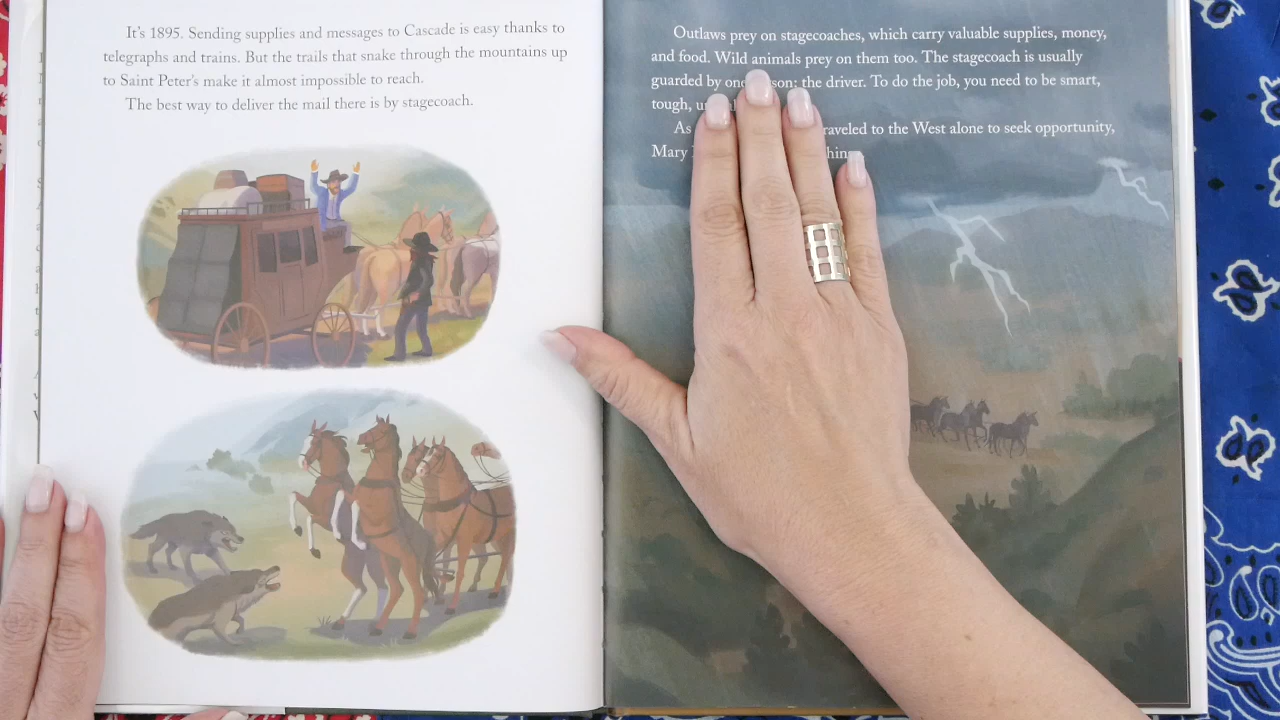 It's 1895. Sending supplies and messages to Cascade is easy thanks to
telegraphs and trains. But the trails that snake through the mountains up
to Saint Peter's make it almost impossible to reach.
The best way to deliver the mail there is by stagecoach.
Outlaws prey on stagecoaches, which carry valuable supplies, money,
and food. Wild animals prey on them too. The stagecoach is usually
guarded by one person: the driver. To do the job, you need to be smart,
tough,
As traveled to the West alone to seek opportunity,
Mary